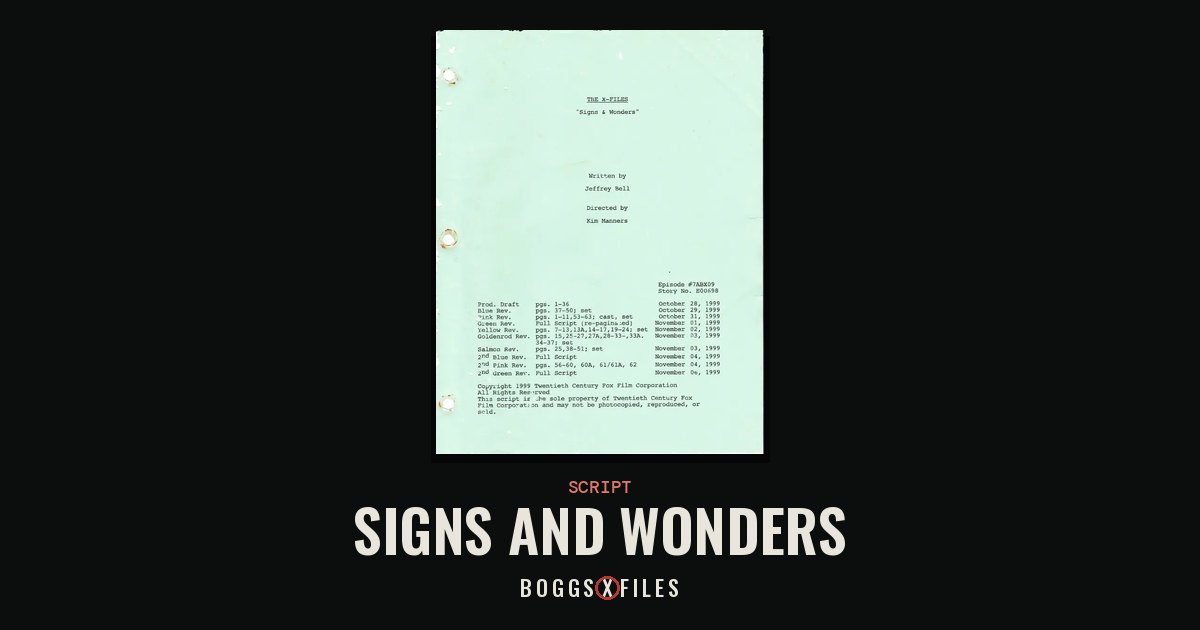 THE X-FILES
"Signs & Wonders"
Written by
Jeffrey Bell
Directed by
Kim Manners
Episode #7ABX09
Story No. E00698
Prod. Draft pgs. 1-36 October 28, 1999
Blue Rev. pgs. 37-50; set October 29, 1999
Pink Rev. pgs. 1-11,53-63; cast, set October 31, 1999
Green Rev. Full Script (re-paginated) November 01, 1999
Yellow Rev. pgs. 7-13,13A,14-17,19-24; set November 02, 1999
Goldenrod Rev. pgs. 15,25-27,27A,28-33-,33A, November 03, 1999
34-37; set
Salmon Rev. pgs. 25,38-51; set November 03, 1999
2nd Blue Rev. Full Script November 04, 1999
2nd Pink Rev. pgs. 56-60, 60A, 61/61A, 62 November 04, 1999
2nd Green Rev. Full Script November 06, 1999
Copyright 1999 Twentieth Century Fox Film Corporation
All Rights Reserved
This script is the sole property of Twentieth Century Fox
Film Corporation and may not be photocopied, reproduced, or
sold.
SCRIPT
SIGNS AND WONDERS
BOGGSXFILES